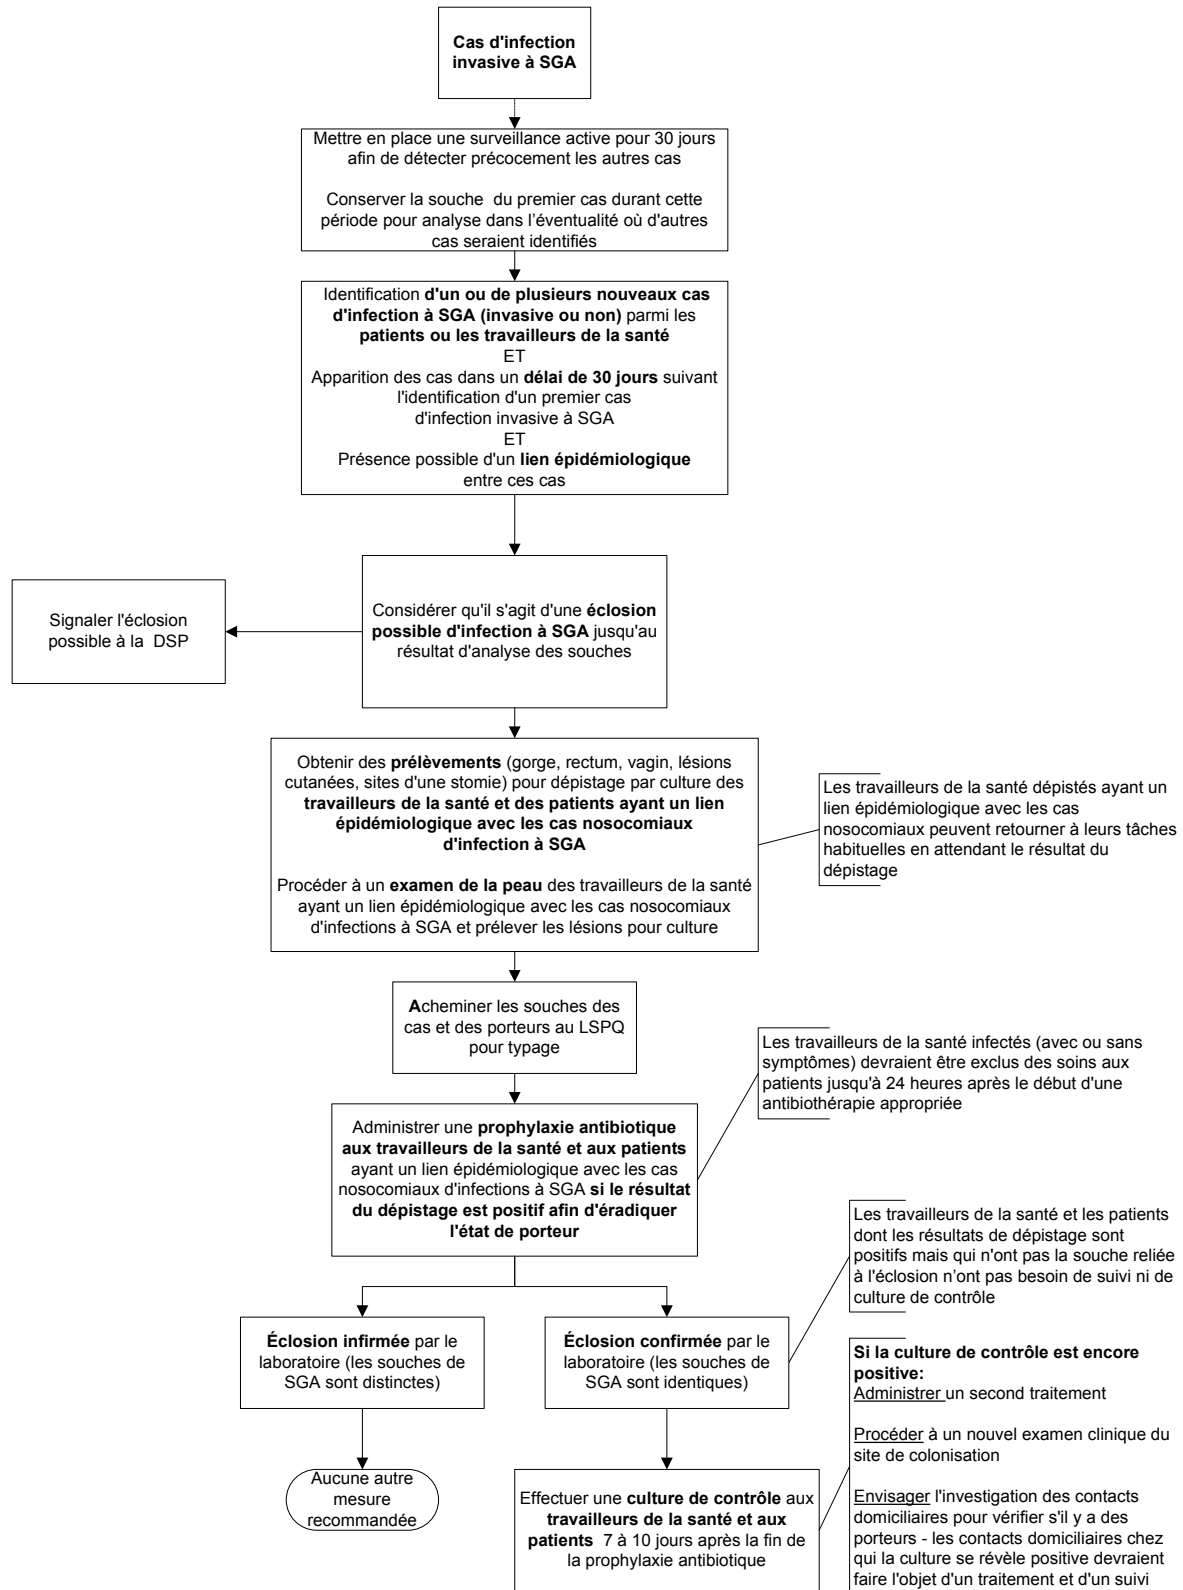 Cas d'infection
invasive à SGA
Mettre en place une surveillance active pour 30 jours
afin de détecter précocement les autres cas
Conserver la souche du premier cas durant cette
période pour analyse dans l'éventualité où d'autres
cas seraient identifiés
Identification d'un ou de plusieurs nouveaux cas
d'infection à SGA (invasive ou non) parmi les
patients ou les travailleurs de la santé
ET
Apparition des cas dans un délai de 30 jours suivant
l'identification d'un premier cas
d'infection invasive à SGA
ET
Présence possible d'un lien épidémiologique
entre ces cas
Considérer qu'il s'agit d'une éclosion
possible d'infection à SGA jusqu'au
résultat d'analyse des souches
Signaler l'éclosion
possible à la DSP
Obtenir des prélèvements (gorge, rectum, vagin, lésions
cutanées, sites d'une stomie) pour dépistage par culture des
travailleurs de la santé et des patients ayant un lien
épidémiologique avec les cas nosocomiaux
d'infection à SGA
Procéder à un examen de la peau des travailleurs de la santé
ayant un lien épidémiologique avec les cas nosocomiaux
d'infections à SGA et prélever les lésions pour culture
Les travailleurs de la santé dépistés ayant un
lien épidémiologique avec les cas
nosocomiaux peuvent retourner à leurs tâches
habituelles en attendant le résultat du
dépistage
Acheminer les souches des
cas et des porteurs au LSPQ
pour typage
Les travailleurs de la santé infectés (avec ou sans
symptômes) devraient être exclus des soins aux
patients jusqu'à 24 heures après le début d'une
antibiothérapie appropriée
Administrer une prophylaxie antibiotique
aux travailleurs de la santé et aux patients
ayant un lien épidémiologique avec les cas
nosocomiaux d'infections à SGA si le résultat
du dépistage est positif afin d'éradiquer
l'état de porteur
Les travailleurs de la santé et les patients
dont les résultats de dépistage sont
positifs mais qui n'ont pas la souche reliée
à l'éclosion n'ont pas besoin de suivi ni de
culture de contrôle
Éclosion infirmée par le
laboratoire (les souches de
SGA sont distinctes)
Éclosion confirmée par le
laboratoire (les souches de
SGA sont identiques)
Aucune autre
mesure
recommandée
Effectuer une culture de contrôle aux
travailleurs de la santé et aux
patients 7 à 10 jours après la fin de
la prophylaxie antibiotique
Si la culture de contrôle est encore
positive:
Administrer un second traitement
Procéder à un nouvel examen clinique du
site de colonisation
Envisager l'investigation des contacts
domiciliaires pour vérifier s'il y a des
porteurs - les contacts domiciliaires chez
qui la culture se révèle positive devraient
faire l'objet d'un traitement et d'un suivi